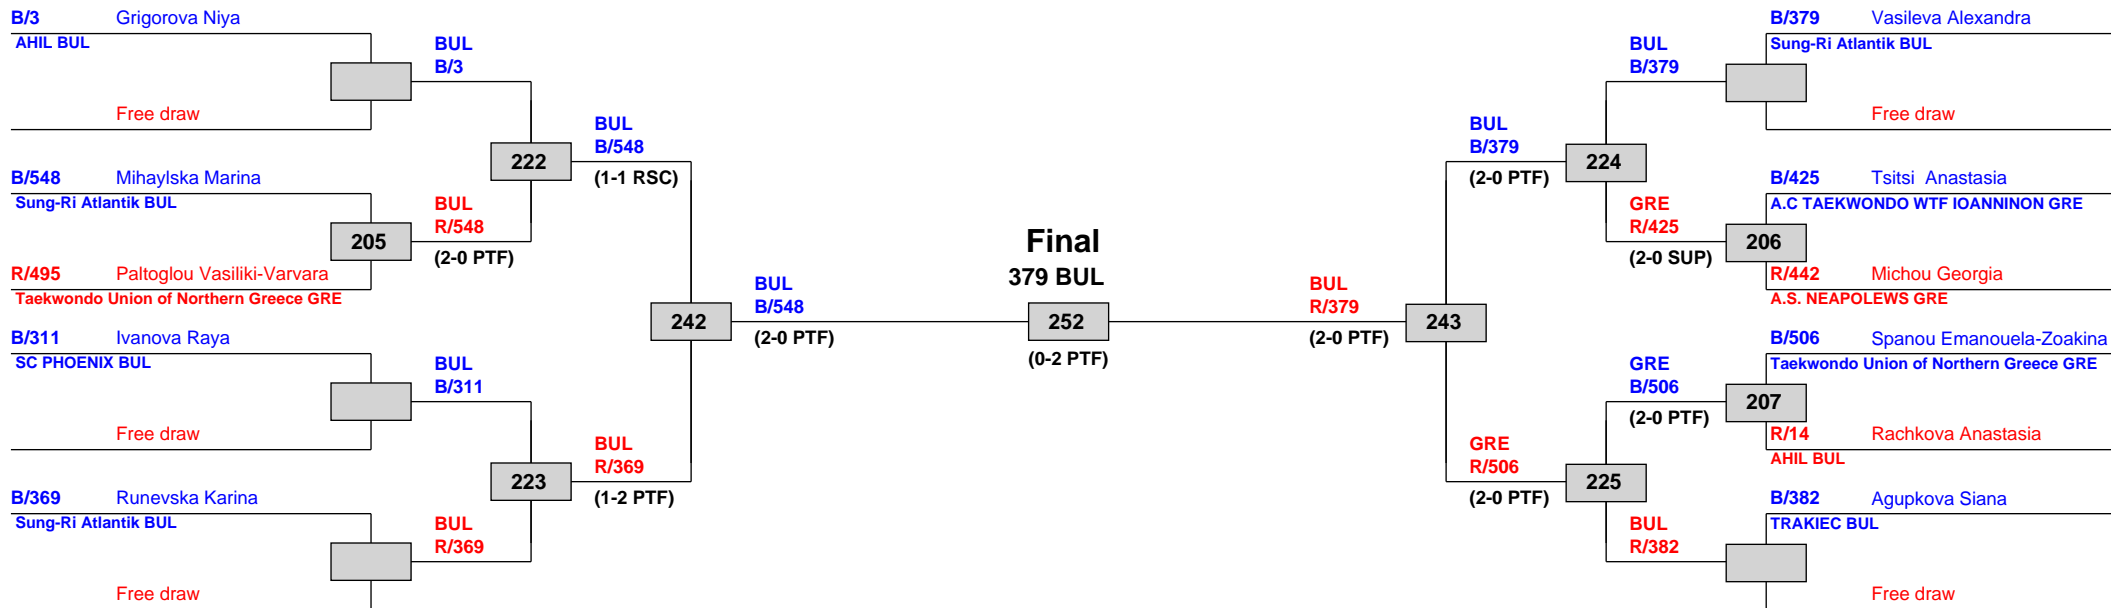 B/3 Grigorova Niya
AHIL BUL
Free draw
B/548 Mihaylska Marina
Sung-Ri Atlantik BUL
205
R/495 Paltoglou Vasiliki-Varvara
Taekwondo Union of Northern Greece GRE
B/311 Ivanova Raya
SC PHOENIX BUL
Free draw
B/369 Runevska Karina
Sung-Ri Atlantik BUL
Free draw
BUL
B/3
222
BUL
R/548
(2-0 PTF)
BUL
B/311
223
BUL
R/369
BUL
B/548
(1-1 RSC)
242
BUL
R/369
(1-2 PTF)
BUL
B/548
(2-0 PTF)
Final
379 BUL
252
(0-2 PTF)
BUL
R/379
(2-0 PTF)
243
BUL
B/379
(2-0 PTF)
GRE
R/506
(2-0 PTF)
224
225
BUL
B/379
GRE
R/425
(2-0 SUP)
GRE
B/506
(2-0 PTF)
BUL
R/382
B/379 Vasileva Alexandra
Sung-Ri Atlantik BUL
Free draw
B/425 Tsitsi Anastasia
A.C TAEKWONDO WTF IOANNINON GRE
206
R/442 Michou Georgia
A.S. NEAPOLEWS GRE
B/506 Spanou Emanouela-Zoakina
Taekwondo Union of Northern Greece GRE
207
R/14 Rachkova Anastasia
AHIL BUL
B/382 Agupkova Siana
TRAKIEC BUL
Free draw